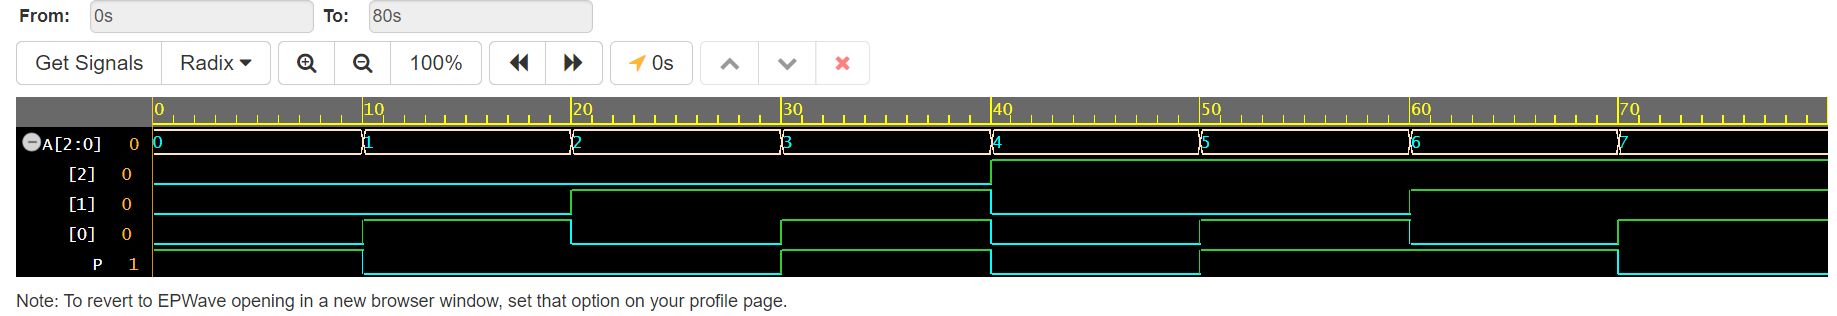 From: 0s To: 80s
Get Signals Radix 100% 0s
0 10 20 30 40 50 60 70
A[2:0] 0 0 1 2 3 4 5 6 7
[2] 0
[1] 0
[0] 0
P 1
Note: To revert to EPWave opening in a new browser window, set that option on your profile page.